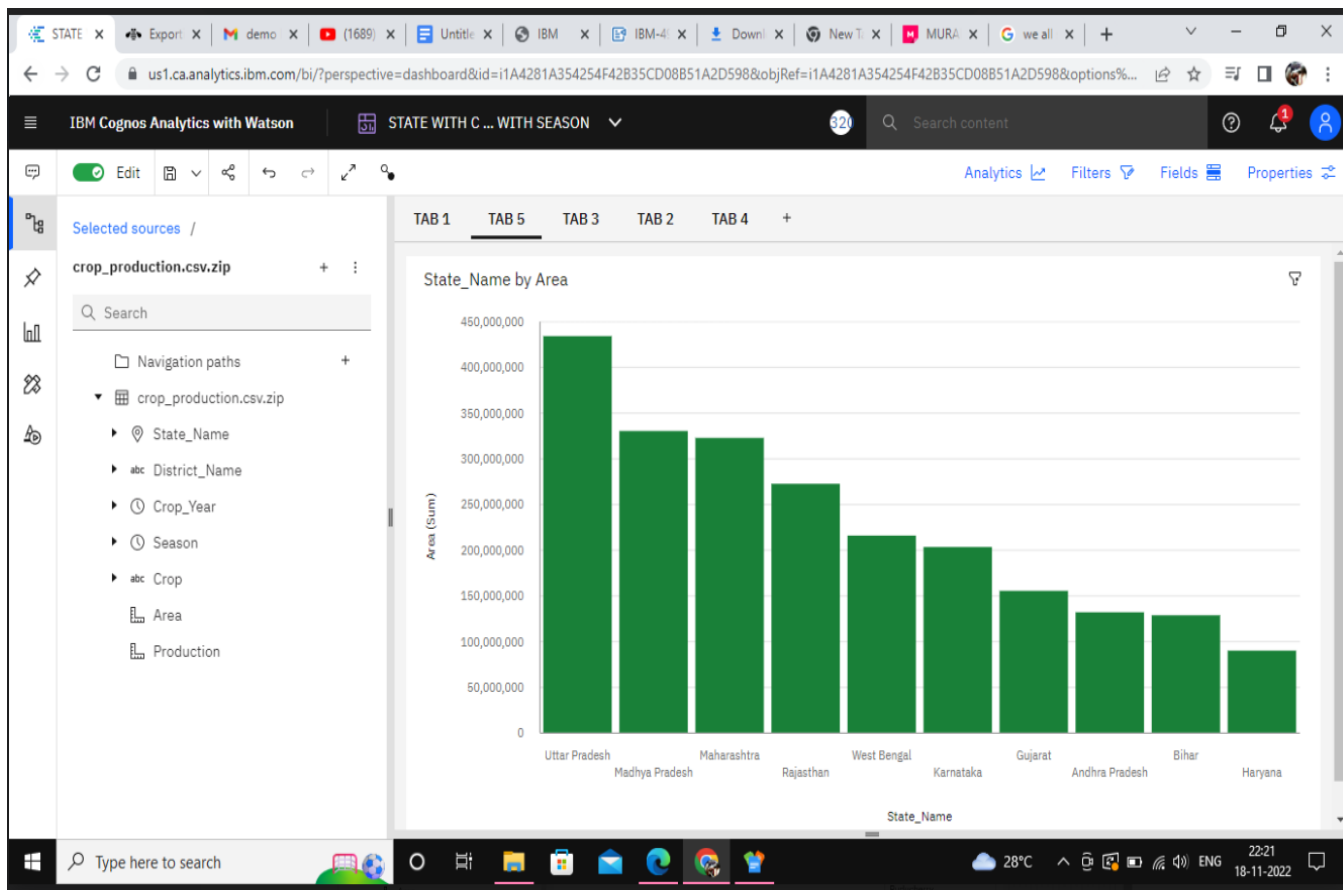 STATE Export demo (1689) Untitle IBM IBM-4 Downl New T MURA we all
us1.ca.analytics.ibm.com/bi/?perspective=dashboard&id=i1A4281A354254F42B35CD08B51A2D598&objRef=i1A4281A354254F42B35CD08B51A2D598&options%...
IBM Cognos Analytics with Watson STATE WITH C ... WITH SEASON 320 Search content 1
Edit Analytics Filters Fields Properties
Selected sources /
crop_production.csv.zip
Search
Navigation paths
crop_production.csv.zip
State_Name
abc District_Name
Crop_Year
Season
abc Crop
Area
Production
TAB 1 TAB 5 TAB 3 TAB 2 TAB 4 +
State_Name by Area
Area (Sum)
450,000,000
400,000,000
350,000,000
300,000,000
250,000,000
200,000,000
150,000,000
100,000,000
50,000,000
0
Uttar Pradesh Madhya Pradesh Maharashtra Rajasthan West Bengal Karnataka Gujarat Andhra Pradesh Bihar Haryana
State_Name
Type here to search 28°C ENG 22:21
18-11-2022